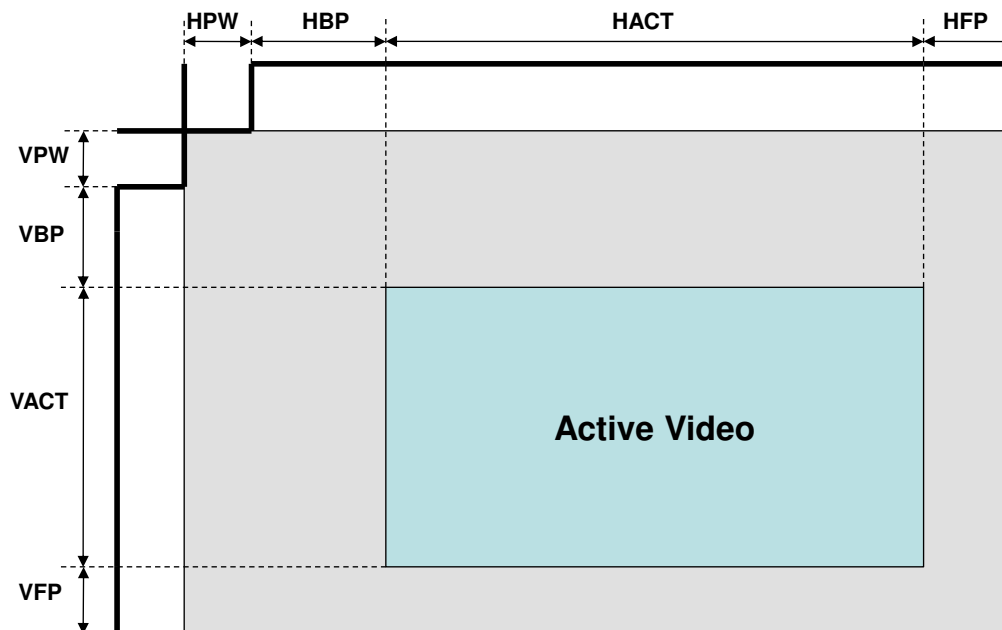 HPW HBP HACT HFP
VPW
VBP
VACT
Active Video
VFP